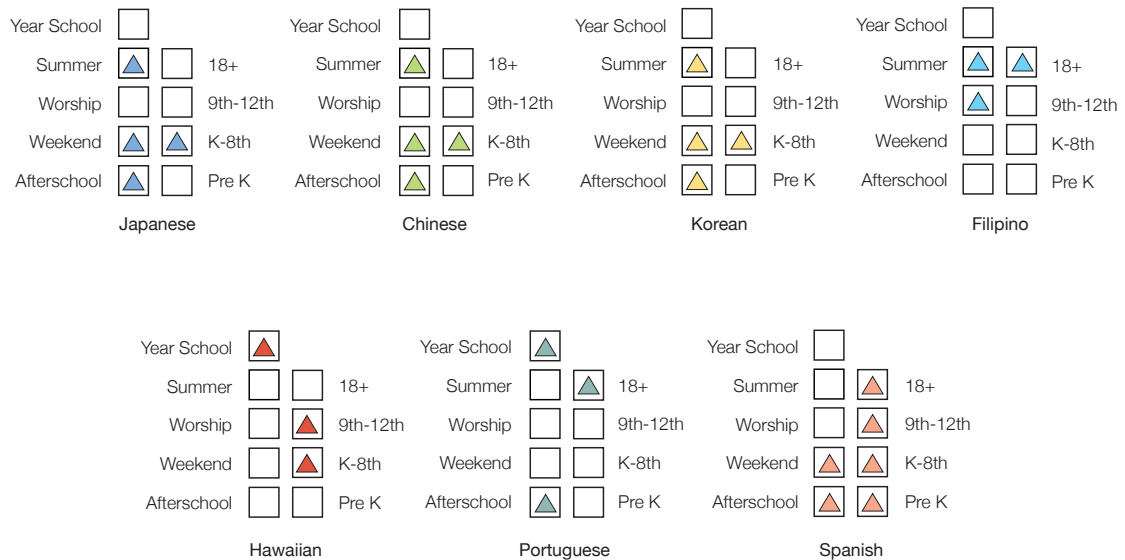 Year School
Summer 18+
Worship 9th-12th
Weekend K-8th
Afterschool Pre K
Japanese
Year School
Summer 18+
Worship 9th-12th
Weekend K-8th
Afterschool Pre K
Chinese
Year School
Summer 18+
Worship 9th-12th
Weekend K-8th
Afterschool Pre K
Korean
Year School
Summer 18+
Worship 9th-12th
Weekend K-8th
Afterschool Pre K
Filipino
Year School
Summer 18+
Worship 9th-12th
Weekend K-8th
Afterschool Pre K
Hawaiian
Year School
Summer 18+
Worship 9th-12th
Weekend K-8th
Afterschool Pre K
Portuguese
Year School
Summer 18+
Worship 9th-12th
Weekend K-8th
Afterschool Pre K
Spanish